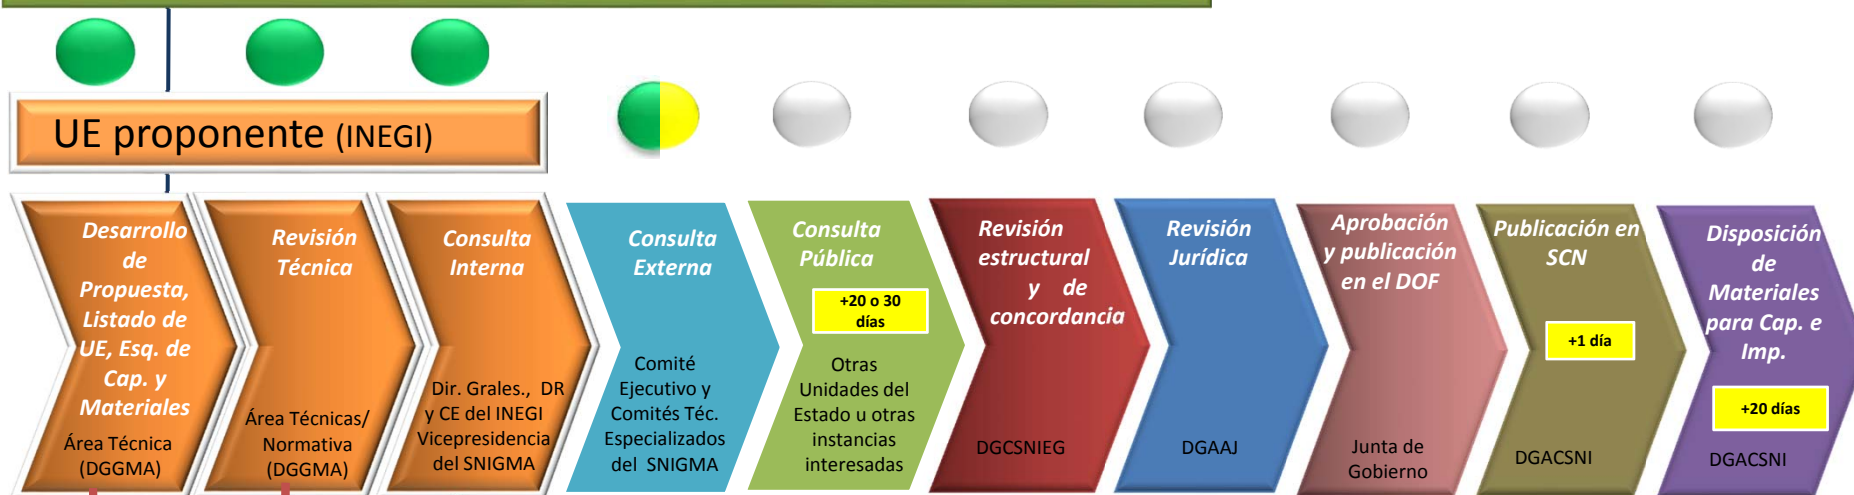 UE proponente (INEGI)
Desarrollo
de
Propuesta,
Listado de
UE, Esq. de
Cap. y
Materiales
Área Técnica
(DGGMA)
Revisión
Técnica
Área Técnicas/
Normativa
(DGGMA)
Consulta
Interna
Dir. Grales., DR
y CE del INEGI
Vicepresidencia
del SNIGMA
Consulta
Externa
Comité
Ejecutivo y
Comités Téc.
Especializados
del SNIGMA
Consulta
Pública
+20 o 30
días
Otras
Unidades del
Estado u otras
instancias
interesadas
Revisión
estructural
y de
concordancia
DGCSNIEG
Revisión
Jurídica
DGAAJ
Aprobación
y publicación
en el DOF
Junta de
Gobierno
Publicación en
SCN
+1 día
DGACSNI
Disposición
de
Materiales
para Cap. e
Imp.
+20 días
DGACSNI